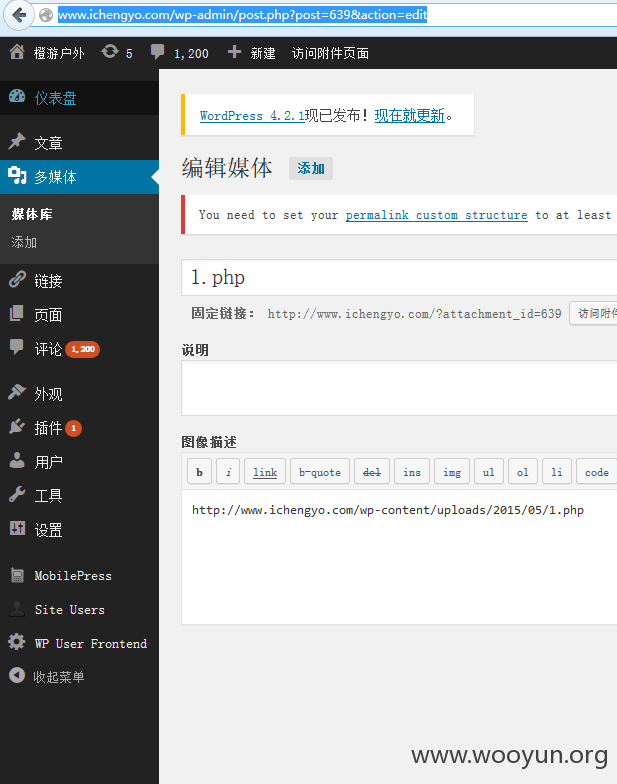 www.ichengyo.com/wp-admin/post.php?post=639&action=edit
橙游户外 5 1,200 新建 访问附件页面
仪表盘
文章
多媒体
媒体库
添加
链接
页面
评论 1,200
外观
插件 1
用户
工具
设置
MobilePress
Site Users
WP User Frontend
收起菜单
WordPress 4.2.1现已发布！现在就更新。
编辑媒体 添加
You need to set your permalink custom structure to at least
1.php
固定链接： http://www.ichengyo.com/?attachment_id=639 访问附件
说明
图像描述
b i link b-quote del ins img ul ol li code
http://www.ichengyo.com/wp-content/uploads/2015/05/1.php
www.wooyun.org